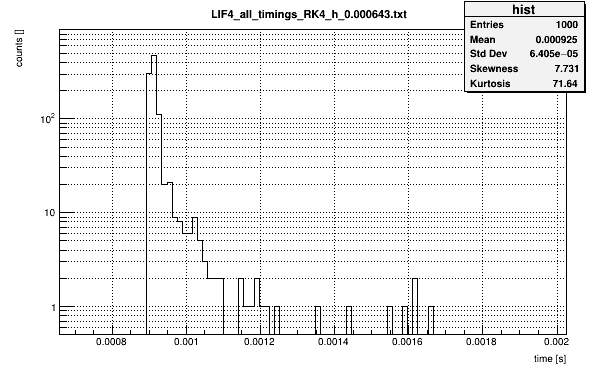 LIF4_all_timings_RK4_h_0.000643.txt
hist
Entries 1000
Mean 0.000925
Std Dev 6.405e−05
Skewness 7.731
Kurtosis 71.64
counts []
10²
10
1
0.0008 0.001 0.0012 0.0014 0.0016 0.0018 0.002
time [s]